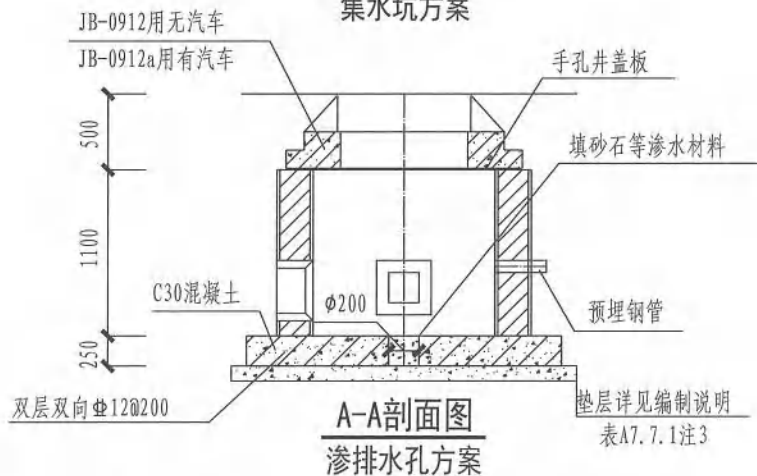 集水坑方案
JB-0912用无汽车
JB-0912a用有汽车
手孔井盖板
500
填砂石等渗水材料
1100
C30混凝土
Φ200
预埋钢管
250
双层双向⌽12@200
A-A剖面图
垫层详见编制说明
表A7.7.1注3
渗排水孔方案